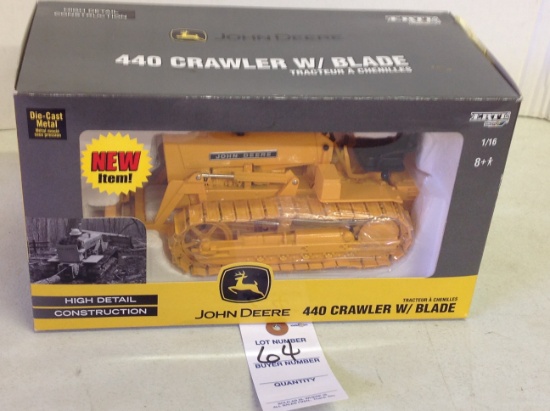 HIGH DETAIL
CONSTRUCTION
JOHN DEERE
ERTL
440 CRAWLER W/ BLADE
TRACTEUR À CHENILLES
Die-Cast
Metal
ERTL
NEW
Item!
1/16
8+
JOHN DEERE
HIGH DETAIL
CONSTRUCTION
JOHN DEERE
TRACTEUR À CHENILLES
440 CRAWLER W/ BLADE
LOT NUMBER
64
BUYER NUMBER
QUANTITY